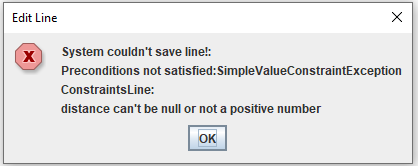 Edit Line
System couldn't save line!:
Preconditions not satisfied:SimpleValueConstraintException
ConstraintsLine:
distance can't be null or not a positive number
OK